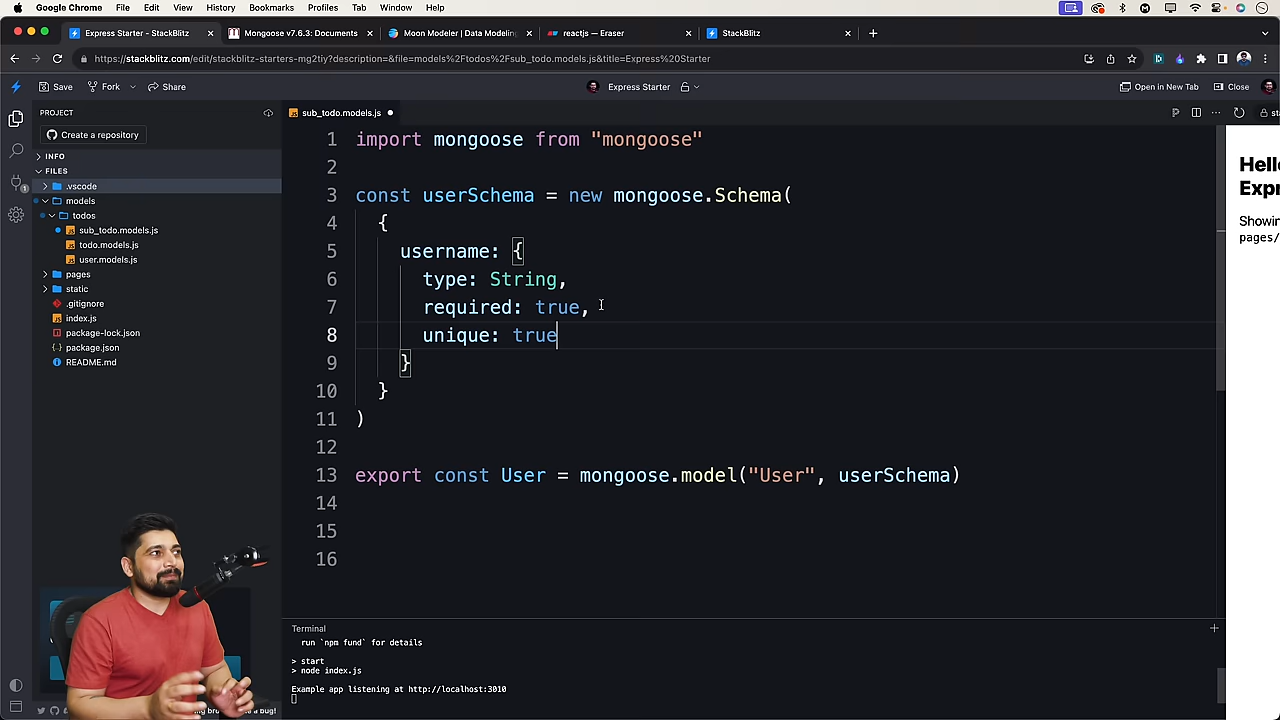 Google Chrome File Edit View History Bookmarks Profiles Tab Window Help
Express Starter - StackBlitz
Mongoose v7.6.3: Documents
Moon Modeler | Data Modeling
reactjs — Eraser
StackBlitz
https://stackblitz.com/edit/stackblitz-starters-mg2tiy?description=&file=models%2Ftodos%2Fsub_todo.models.js&title=Express%20Starter
Save Fork Share
Express Starter
Open in New Tab Close
PROJECT
Create a repository
INFO
FILES
.vscode
models
todos
sub_todo.models.js
todo.models.js
user.models.js
pages
static
.gitignore
index.js
package-lock.json
package.json
README.md
sub_todo.models.js
1 import mongoose from "mongoose"
2
3 const userSchema = new mongoose.Schema(
4 {
5 username: {
6 type: String,
7 required: true,
8 unique: true
9 }
10 }
11 )
12
13 export const User = mongoose.model("User", userSchema)
14
15
16
Terminal
run `npm fund` for details
> start
> node index.js
Example app listening at http://localhost:3010
Hell
Expr
Showin
pages/
a bug!